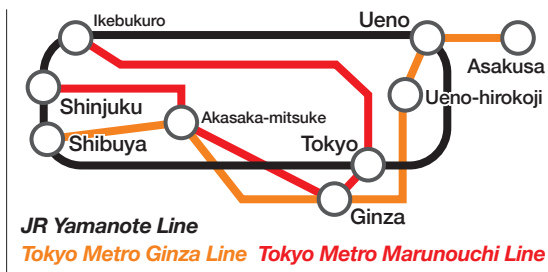 Ikebukuro
Ueno
Asakusa
Shinjuku
Ueno-hirokoji
Akasaka-mitsuke
Shibuya
Tokyo
Ginza
JR Yamanote Line
Tokyo Metro Ginza Line Tokyo Metro Marunouchi Line